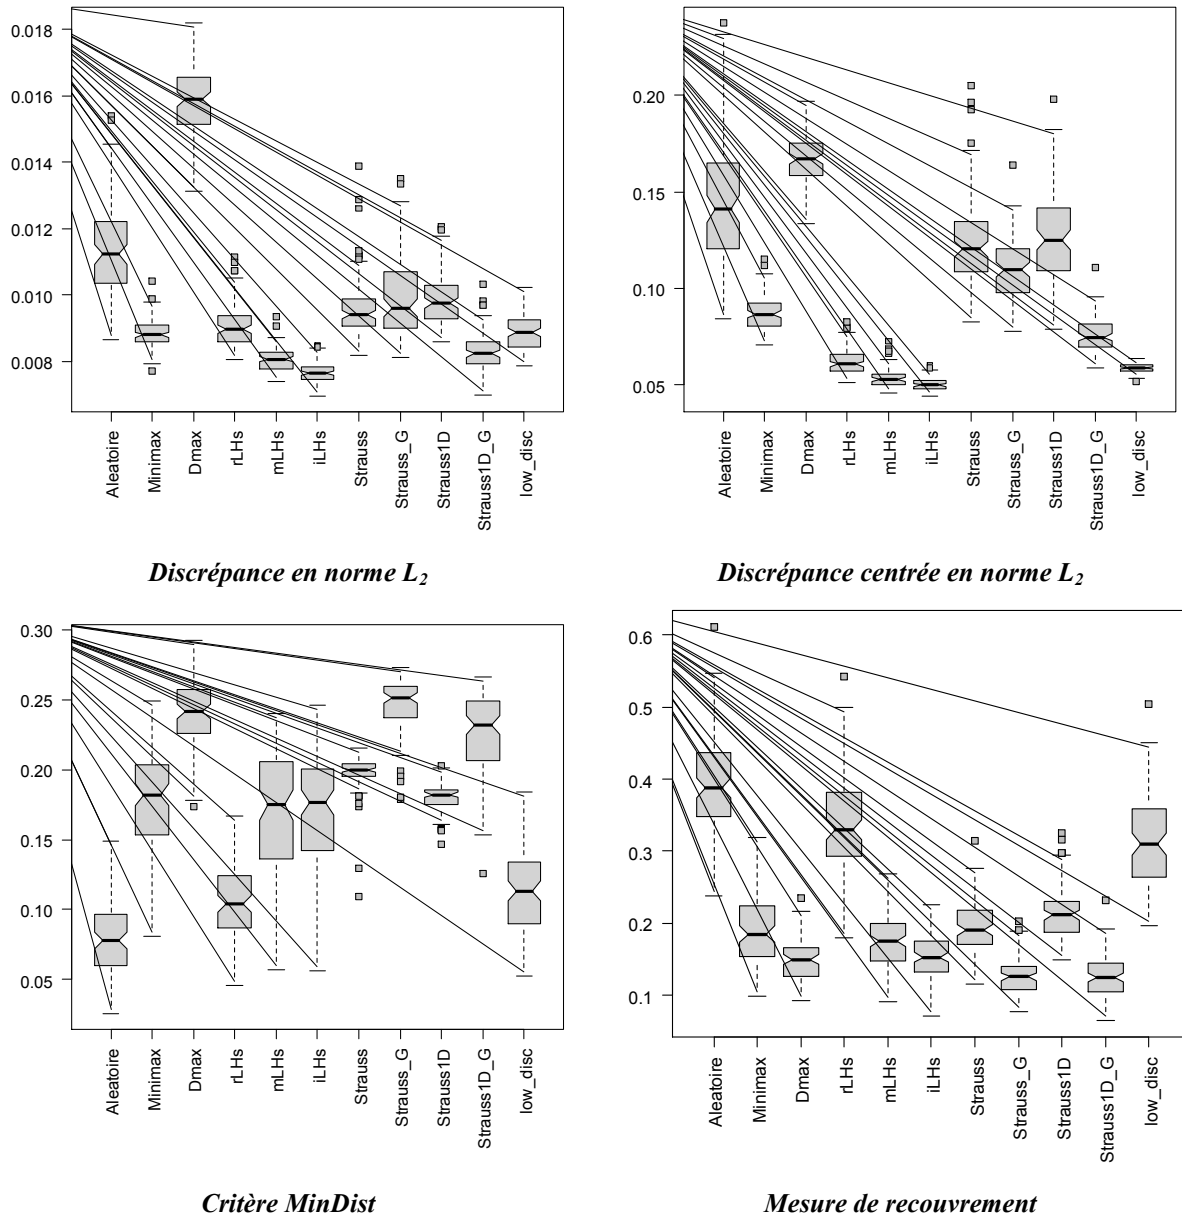 0.018
0.016
0.014
0.012
0.010
0.008
Aleatoire
Minimax
Dmax
rLHs
mLHs
iLHs
Strauss
Strauss_G
Strauss1D
Strauss1D_G
low_disc
Discrépance en norme L2
0.20
0.15
0.10
0.05
Aleatoire
Minimax
Dmax
rLHs
mLHs
iLHs
Strauss
Strauss_G
Strauss1D
Strauss1D_G
low_disc
Discrépance centrée en norme L2
0.30
0.25
0.20
0.15
0.10
0.05
Aleatoire
Minimax
Dmax
rLHs
mLHs
iLHs
Strauss
Strauss_G
Strauss1D
Strauss1D_G
low_disc
Critère MinDist
0.6
0.5
0.4
0.3
0.2
0.1
Aleatoire
Minimax
Dmax
rLHs
mLHs
iLHs
Strauss
Strauss_G
Strauss1D
Strauss1D_G
low_disc
Mesure de recouvrement